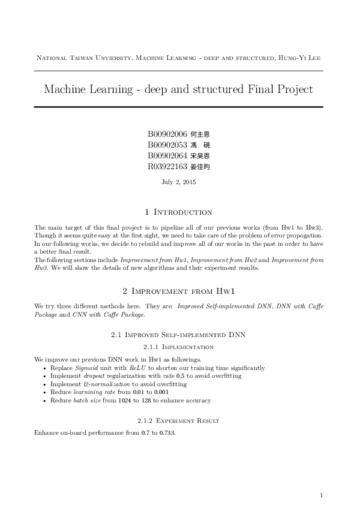 National Taiwan Unviersity, Machine Learning - deep and structured, Hung-Yi Lee
Machine Learning - deep and structured Final Project
B00902006 何主恩
B00902053 馮 硯
B00902064 宋昊恩
R03922163 姜佳昀
July 2, 2015
1 Introduction
The main target of this final project is to pipeline all of our previous works (from Hw1 to Hw3).
Though it seems quite easy at the first sight, we need to take care of the problem of error propogation.
In our following works, we decide to rebuild and improve all of our works in the past in order to have
a better final result.
The following sections include Improvement from Hw1, Improvement from Hw2 and Improvement from
Hw3. We will show the details of new algorithms and their experiment results.
2 Improvement from Hw1
We try three different methods here. They are: Improved Self-implemented DNN, DNN with Caffe
Package and CNN with Caffe Package.
2.1 Improved Self-implemented DNN
2.1.1 Implementation
We improve our previous DNN work in Hw1 as followings.
• Replace Sigmoid unit with ReLU to shorten our training time significantly
• Implement dropout regularization with rate 0.5 to avoid overfitting
• Implement l2-normalization to avoid overfitting
• Reduce learnining rate from 0.01 to 0.001
• Reduce batch size from 1024 to 128 to enhance accuracy
2.1.2 Experiment Result
Enhance on-board performance from 0.7 to 0.733.
1